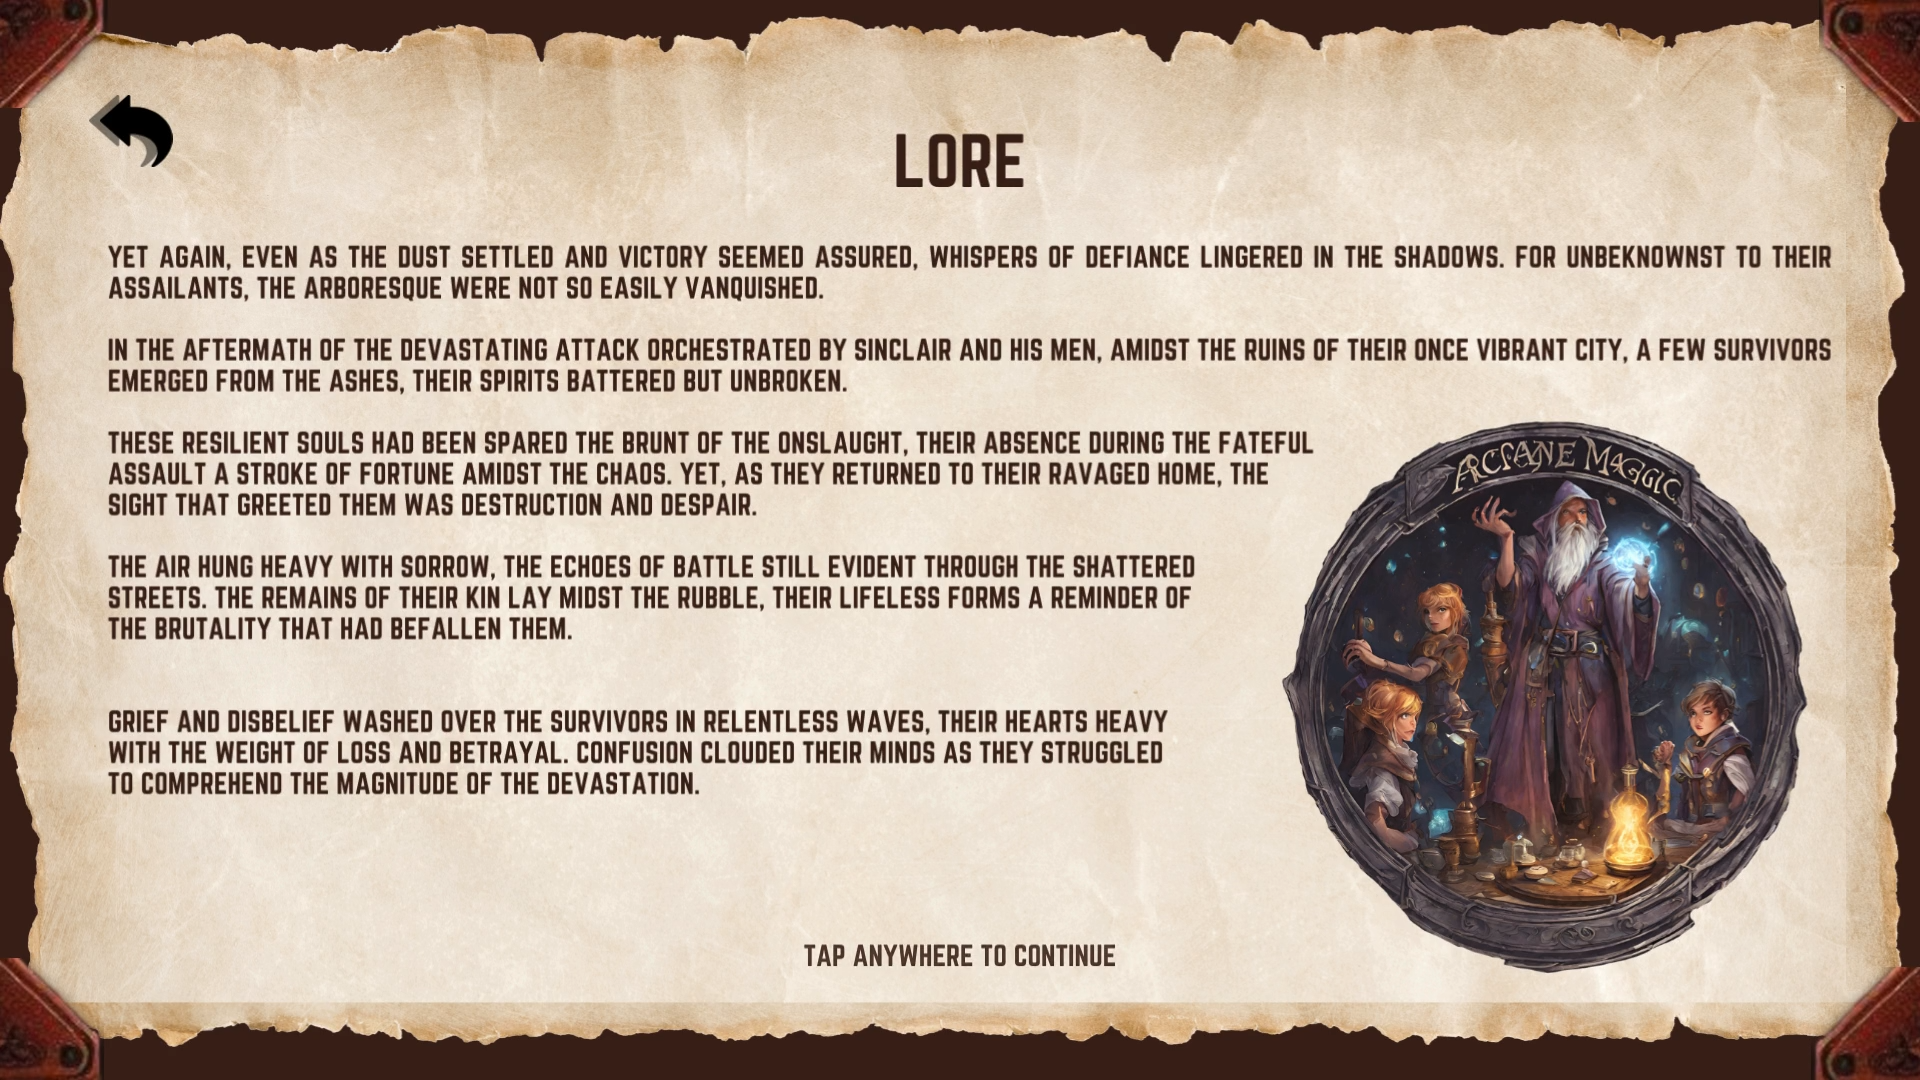 LORE
YET AGAIN, EVEN AS THE DUST SETTLED AND VICTORY SEEMED ASSURED, WHISPERS OF DEFIANCE LINGERED IN THE SHADOWS. FOR UNBEKNOWNST TO THEIR
ASSAILANTS, THE ARBORESQUE WERE NOT SO EASILY VANQUISHED.
IN THE AFTERMATH OF THE DEVASTATING ATTACK ORCHESTRATED BY SINCLAIR AND HIS MEN, AMIDST THE RUINS OF THEIR ONCE VIBRANT CITY, A FEW SURVIVORS
EMERGED FROM THE ASHES, THEIR SPIRITS BATTERED BUT UNBROKEN.
THESE RESILIENT SOULS HAD BEEN SPARED THE BRUNT OF THE ONSLAUGHT, THEIR ABSENCE DURING THE FATEFUL
ASSAULT A STROKE OF FORTUNE AMIDST THE CHAOS. YET, AS THEY RETURNED TO THEIR RAVAGED HOME, THE
SIGHT THAT GREETED THEM WAS DESTRUCTION AND DESPAIR.
THE AIR HUNG HEAVY WITH SORROW, THE ECHOES OF BATTLE STILL EVIDENT THROUGH THE SHATTERED
STREETS. THE REMAINS OF THEIR KIN LAY MIDST THE RUBBLE, THEIR LIFELESS FORMS A REMINDER OF
THE BRUTALITY THAT HAD BEFALLEN THEM.
GRIEF AND DISBELIEF WASHED OVER THE SURVIVORS IN RELENTLESS WAVES, THEIR HEARTS HEAVY
WITH THE WEIGHT OF LOSS AND BETRAYAL. CONFUSION CLOUDED THEIR MINDS AS THEY STRUGGLED
TO COMPREHEND THE MAGNITUDE OF THE DEVASTATION.
ARCFANE MAGGIC
TAP ANYWHERE TO CONTINUE